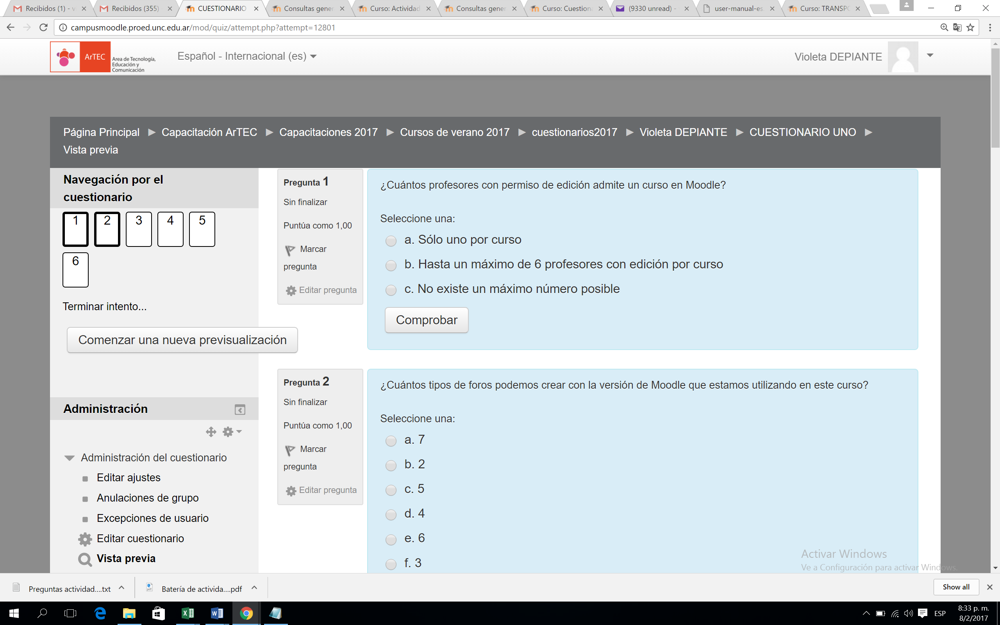 Recibidos (1) - v
Recibidos (355)
CUESTIONARIO
Consultas gener
Curso: Actividad
Consultas gener
Curso: Cuestion
(9330 unread) -
user-manual-es
Curso: TRANSPO
campusmoodle.proed.unc.edu.ar/mod/quiz/attempt.php?attempt=12801
ArTEC
Area de Tecnología,
Educación y
Comunicación
Español - Internacional (es)
Violeta DEPIANTE
Página Principal ► Capacitación ArTEC ► Capacitaciones 2017 ► Cursos de verano 2017 ► cuestionarios2017 ► Violeta DEPIANTE ► CUESTIONARIO UNO ►
Vista previa
Navegación por el
cuestionario
1 2 3 4 5
6
Terminar intento...
Comenzar una nueva previsualización
Administración
Administración del cuestionario
Editar ajustes
Anulaciones de grupo
Excepciones de usuario
Editar cuestionario
Vista previa
Pregunta 1
Sin finalizar
Puntúa como 1,00
Marcar
pregunta
Editar pregunta
¿Cuántos profesores con permiso de edición admite un curso en Moodle?
Seleccione una:
a. Sólo uno por curso
b. Hasta un máximo de 6 profesores con edición por curso
c. No existe un máximo número posible
Comprobar
Pregunta 2
Sin finalizar
Puntúa como 1,00
Marcar
pregunta
Editar pregunta
¿Cuántos tipos de foros podemos crear con la versión de Moodle que estamos utilizando en este curso?
Seleccione una:
a. 7
b. 2
c. 5
d. 4
e. 6
f. 3
Activar Windows
Ve a Configuración para activar Windows.
Preguntas actividad....txt
Batería de activida....pdf
Show all
ESP
8:33 p. m.
8/2/2017